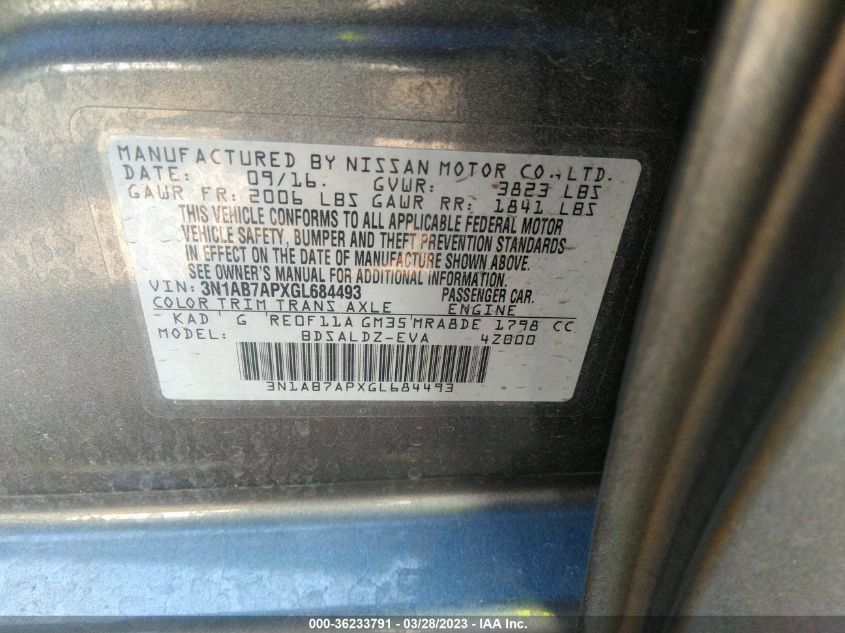 MANUFACTURED BY NISSAN MOTOR CO., LTD.
DATE: 09/16. GVWR: 3823 LBS
GAWR FR: 2006 LBS GAWR RR: 1841 LBS
THIS VEHICLE CONFORMS TO ALL APPLICABLE FEDERAL MOTOR
VEHICLE SAFETY, BUMPER AND THEFT PREVENTION STANDARDS
IN EFFECT ON THE DATE OF MANUFACTURE SHOWN ABOVE.
SEE OWNER'S MANUAL FOR ADDITIONAL INFORMATION.
VIN: 3N1AB7APXGL684493 PASSENGER CAR.
COLOR TRIM TRANS AXLE ENGINE
KAD ' G 'RE0F11A GM35'MRA8DE 1798 CC
MODEL: BDSALDZ-EVA 4Z800
3N1AB7APXGL684493
000-36233791 - 03/28/2023 - IAA Inc.